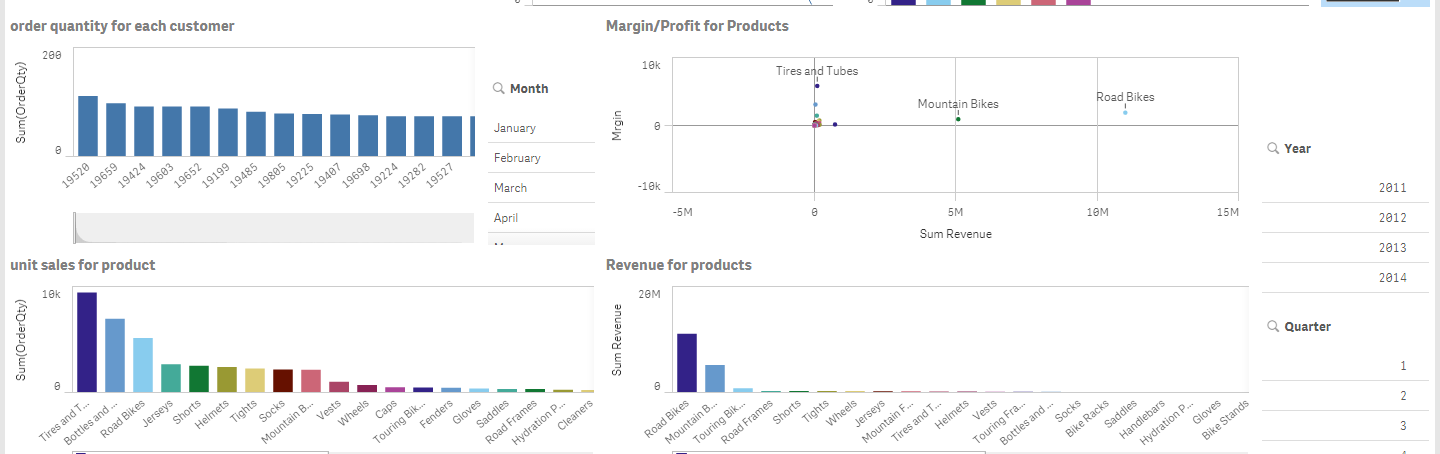 0
0
order quantity for each customer
Sum(OrderQty)
200
0
19520
19659
19424
19603
19652
19199
19485
19805
19225
19407
19698
19224
19282
19527
Month
January
February
March
April
Margin/Profit for Products
Mrgin
10k
0
-10k
Tires and Tubes
Mountain Bikes
Road Bikes
-5M
0
5M
10M
15M
Sum Revenue
Year
2011
2012
2013
2014
unit sales for product
Sum(OrderQty)
10k
0
Tires and T...
Bottles and ...
Road Bikes
Jerseys
Shorts
Helmets
Tights
Socks
Mountain B...
Vests
Wheels
Caps
Touring Bik...
Fenders
Gloves
Saddles
Road Frames
Hydration P...
Cleaners
Revenue for products
Sum Revenue
20M
0
Road Bikes
Mountain B...
Touring Bik...
Road Frames
Shorts
Tights
Wheels
Jerseys
Mountain F...
Tires and T...
Helmets
Vests
Touring Fra...
Bottles and ...
Socks
Bike Racks
Saddles
Handlebars
Hydration P...
Gloves
Bike Stands
Quarter
1
2
3